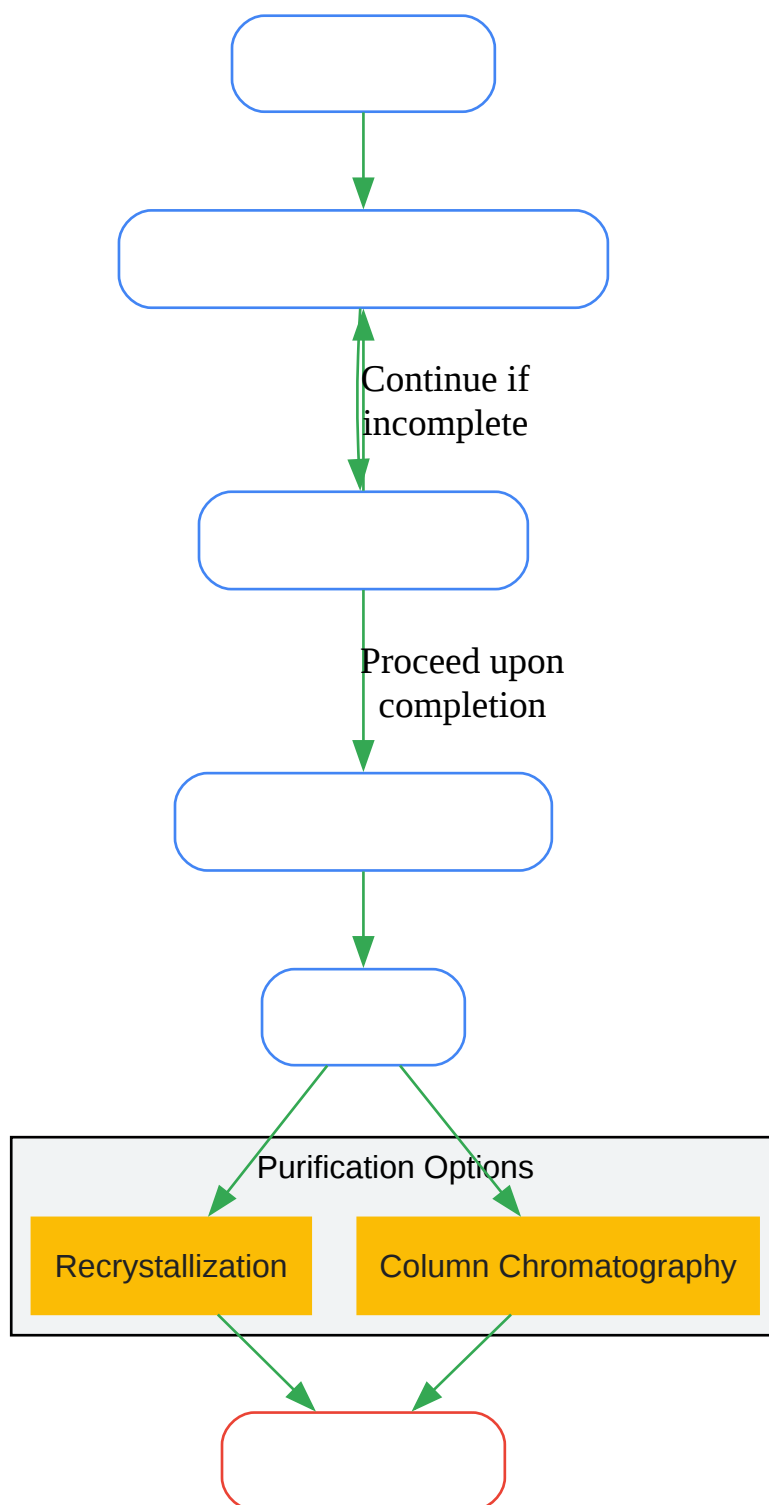 Continue if
incomplete
Proceed upon
completion
Purification Options
Recrystallization
Column Chromatography